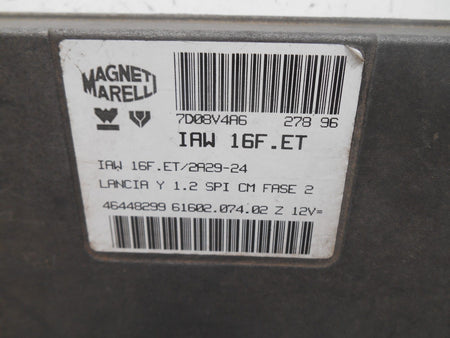 MAGNETI
MARELLI
7D08V4A6 278 96
IAW 16F.ET
IAW 16F.ET/2A29-24
LANCIA Y 1.2 SPI CM FASE 2
46448299 61602.074.02 Z 12V=